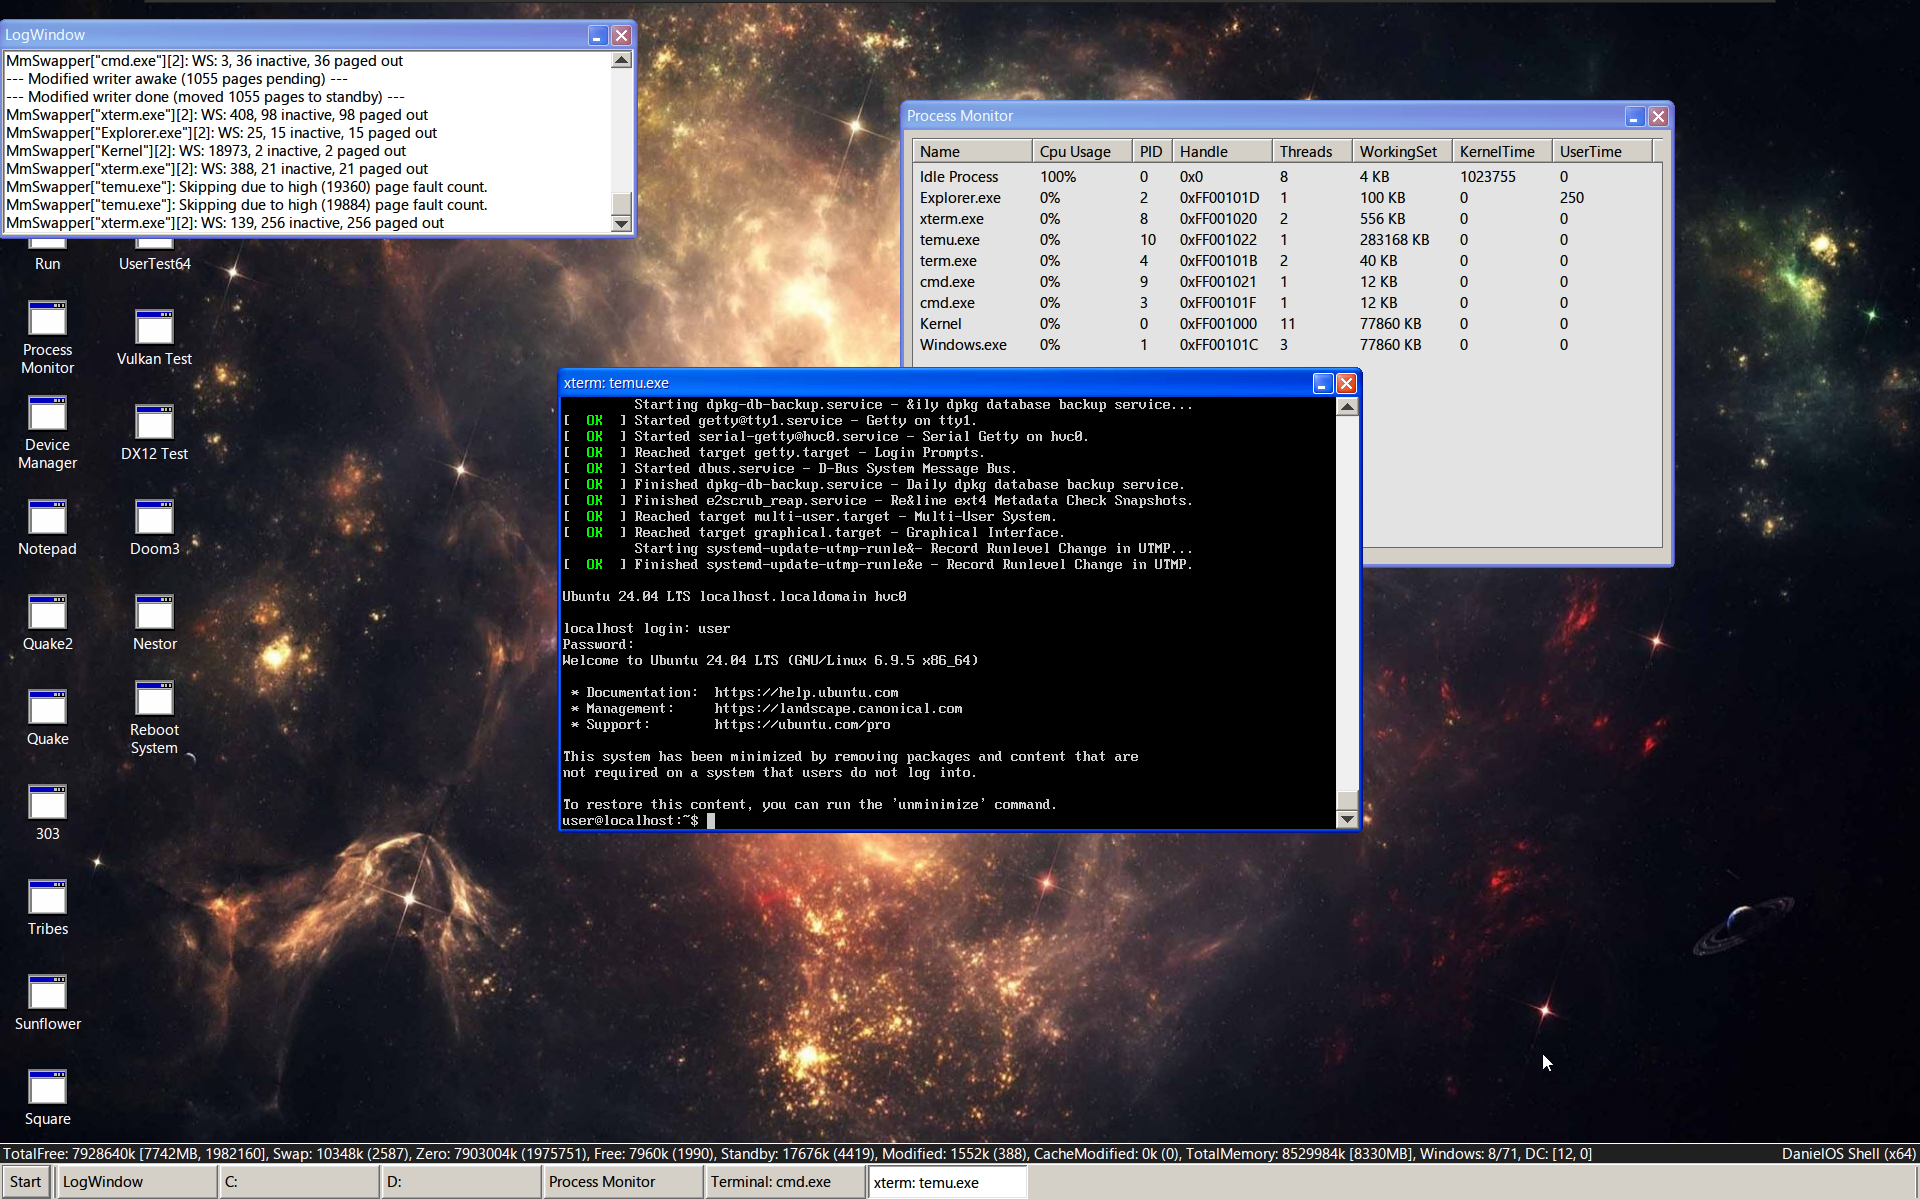 LogWindow
MmSwapper["cmd.exe"][2]: WS: 3, 36 inactive, 36 paged out
--- Modified writer awake (1055 pages pending) ---
--- Modified writer done (moved 1055 pages to standby) ---
MmSwapper["xterm.exe"][2]: WS: 408, 98 inactive, 98 paged out
MmSwapper["Explorer.exe"][2]: WS: 25, 15 inactive, 15 paged out
MmSwapper["Kernel"][2]: WS: 18973, 2 inactive, 2 paged out
MmSwapper["xterm.exe"][2]: WS: 388, 21 inactive, 21 paged out
MmSwapper["temu.exe"]: Skipping due to high (19360) page fault count.
MmSwapper["temu.exe"]: Skipping due to high (19884) page fault count.
MmSwapper["xterm.exe"][2]: WS: 139, 256 inactive, 256 paged out
Run
UserTest64
Process
Monitor
Vulkan Test
Device
Manager
DX12 Test
Notepad
Doom3
Quake2
Nestor
Quake
Reboot
System
303
Tribes
Sunflower
Square
Process Monitor
Name Cpu Usage PID Handle Threads WorkingSet KernelTime UserTime
Idle Process 100% 0 0x0 8 4 KB 1023755 0
Explorer.exe 0% 2 0xFF00101D 1 100 KB 0 250
xterm.exe 0% 8 0xFF001020 2 556 KB 0 0
temu.exe 0% 10 0xFF001022 1 283168 KB 0 0
term.exe 0% 4 0xFF00101B 2 40 KB 0 0
cmd.exe 0% 9 0xFF001021 1 12 KB 0 0
cmd.exe 0% 3 0xFF00101F 1 12 KB 0 0
Kernel 0% 0 0xFF001000 11 77860 KB 0 0
Windows.exe 0% 1 0xFF00101C 3 77860 KB 0 0
xterm: temu.exe
Starting dpkg-db-backup.service - &ily dpkg database backup service...
[ OK ] Started getty@tty1.service - Getty on tty1.
[ OK ] Started serial-getty@hvc0.service - Serial Getty on hvc0.
[ OK ] Reached target getty.target - Login Prompts.
[ OK ] Started dbus.service - D-Bus System Message Bus.
[ OK ] Finished dpkg-db-backup.service - Daily dpkg database backup service.
[ OK ] Finished e2scrub_reap.service - Re&line ext4 Metadata Check Snapshots.
[ OK ] Reached target multi-user.target - Multi-User System.
[ OK ] Reached target graphical.target - Graphical Interface.
Starting systemd-update-utmp-runle&- Record Runlevel Change in UTMP...
[ OK ] Finished systemd-update-utmp-runle&e - Record Runlevel Change in UTMP.
Ubuntu 24.04 LTS localhost.localdomain hvc0
localhost login: user
Password:
Welcome to Ubuntu 24.04 LTS (GNU/Linux 6.9.5 x86_64)
* Documentation: https://help.ubuntu.com
* Management: https://landscape.canonical.com
* Support: https://ubuntu.com/pro
This system has been minimized by removing packages and content that are
not required on a system that users do not log into.
To restore this content, you can run the 'unminimize' command.
user@localhost:~$
TotalFree: 7928640k [7742MB, 1982160], Swap: 10348k (2587), Zero: 7903004k (1975751), Free: 7960k (1990), Standby: 17676k (4419), Modified: 1552k (388), CacheModified: 0k (0), TotalMemory: 8529984k [8330MB], Windows: 8/71, DC: [12, 0] DanielOS Shell (x64)
Start LogWindow C: D: Process Monitor Terminal: cmd.exe xterm: temu.exe